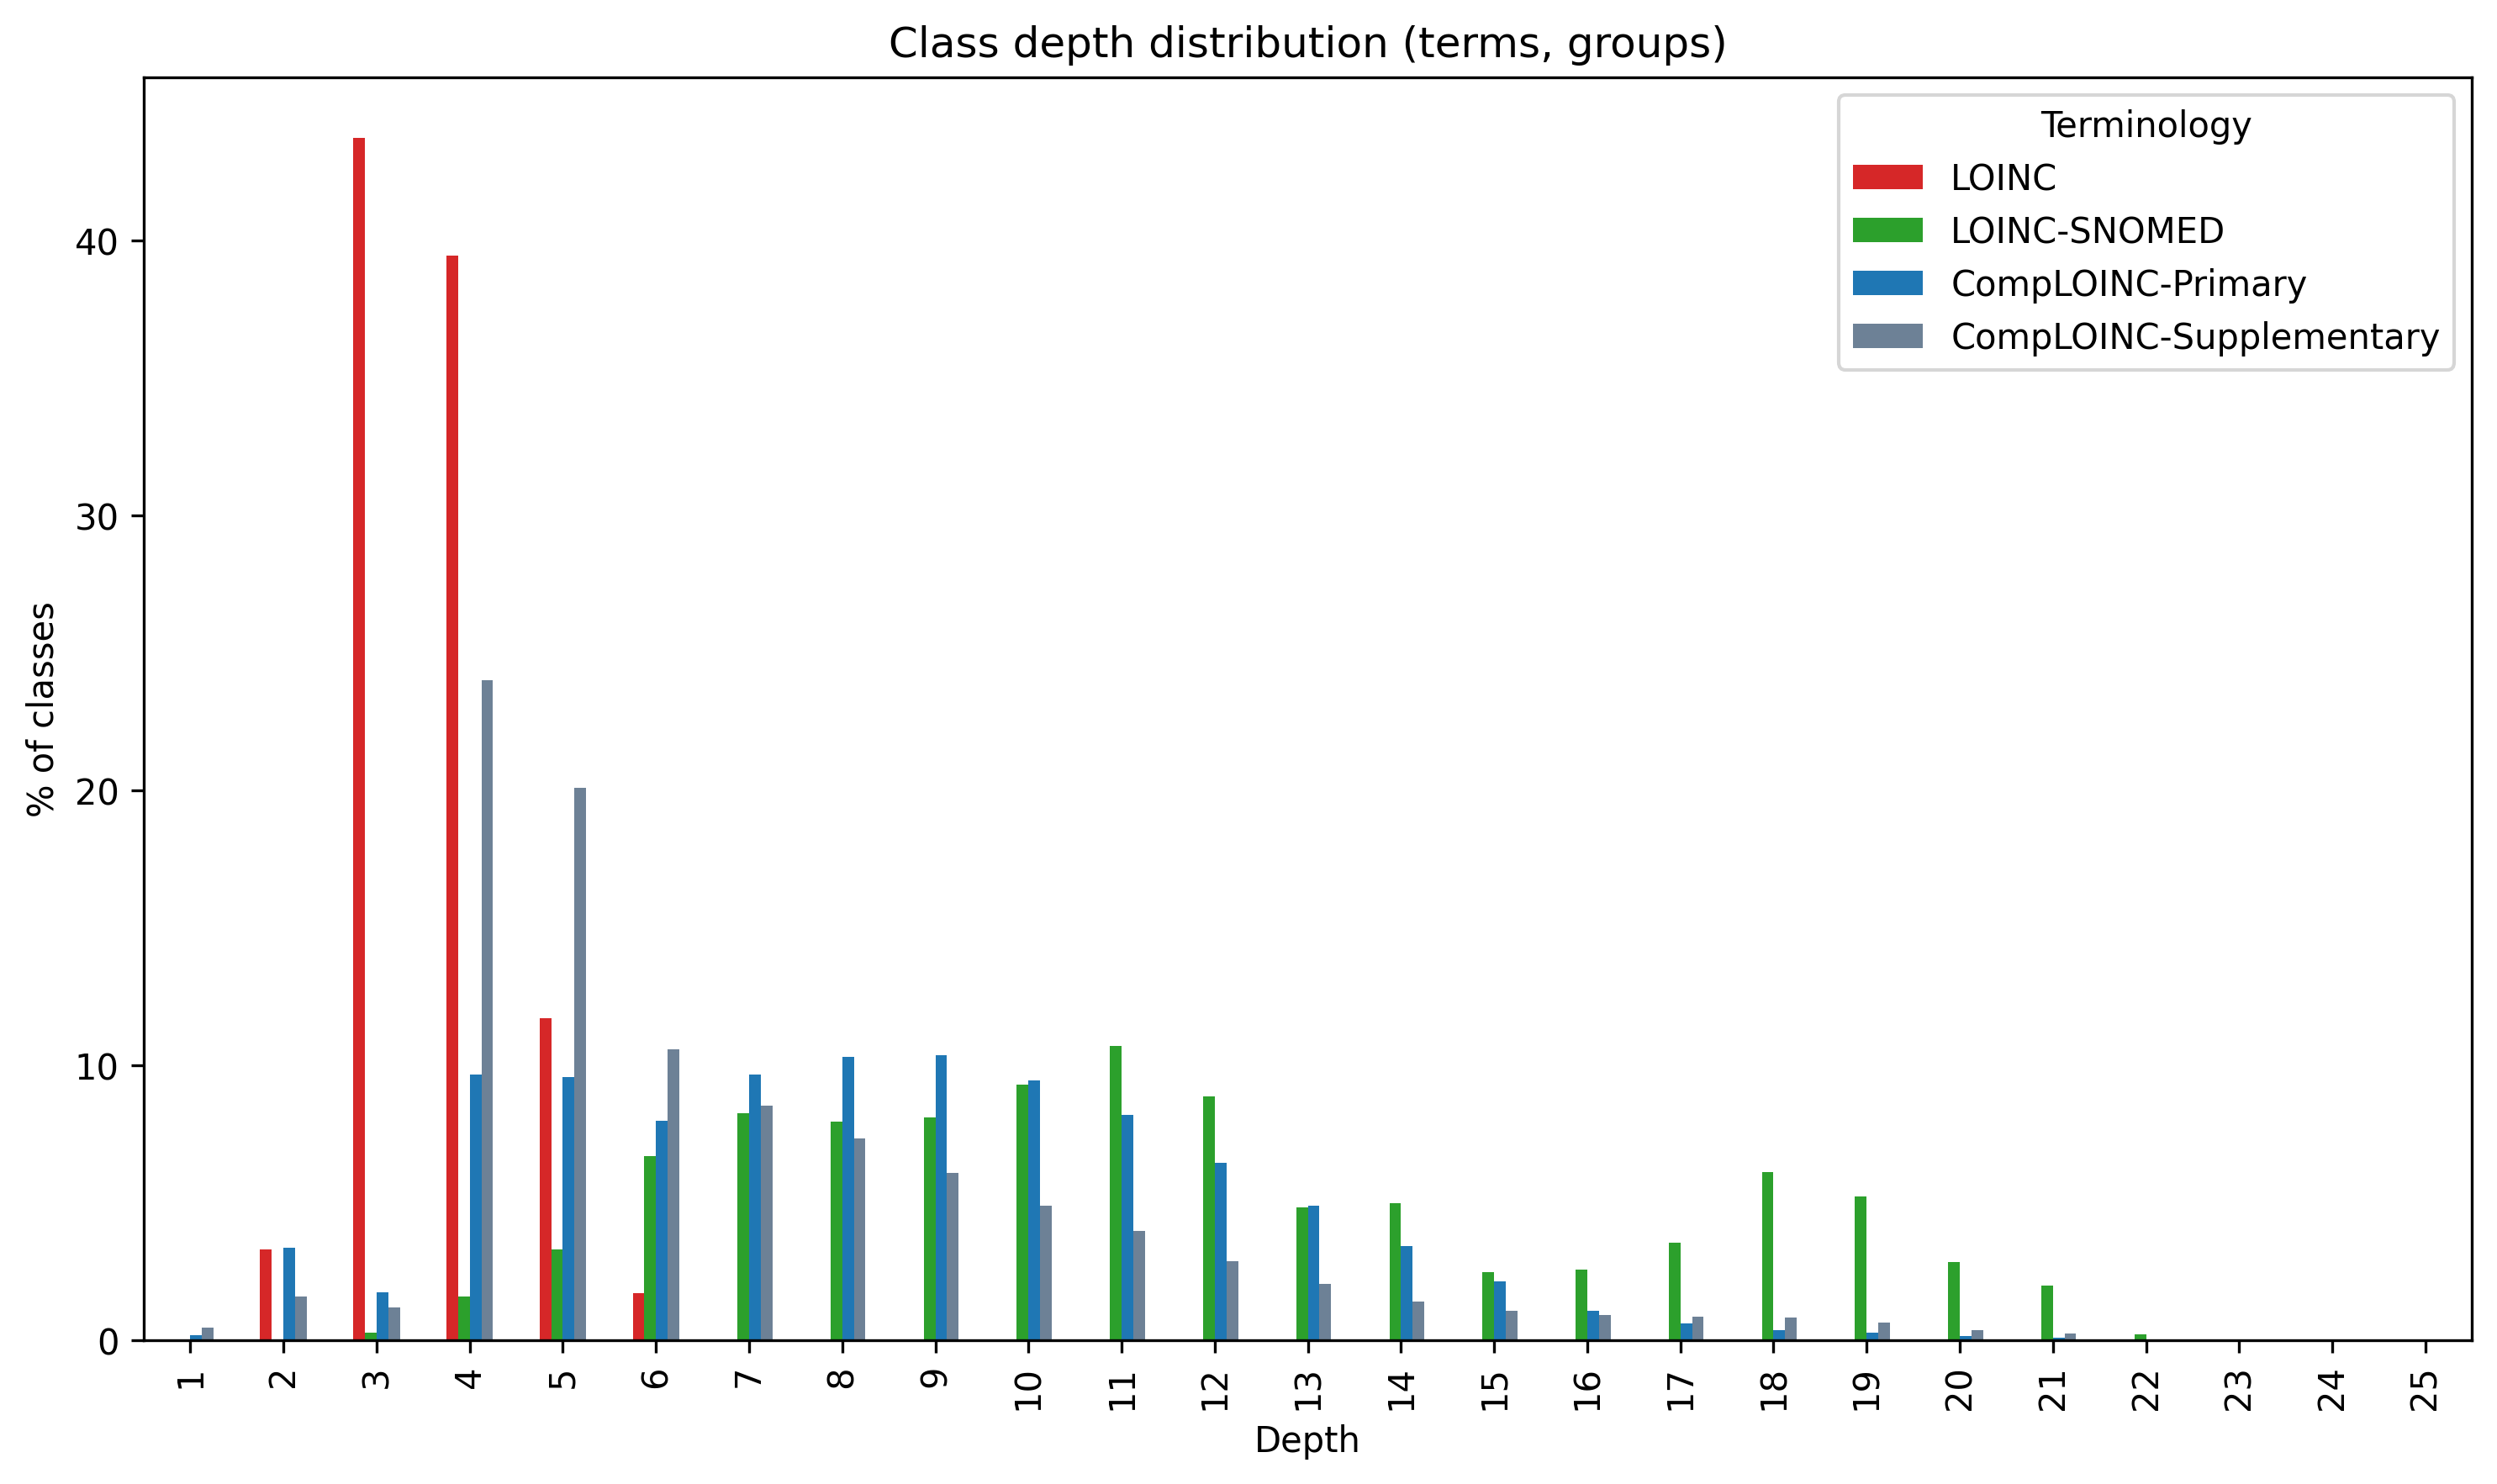 Class depth distribution (terms, groups)
Terminology
LOINC
LOINC-SNOMED
CompLOINC-Primary
CompLOINC-Supplementary
% of classes
40
30
20
10
0
1 2 3 4 5 6 7 8 9 10 11 12 13 14 15 16 17 18 19 20 21 22 23 24 25
Depth